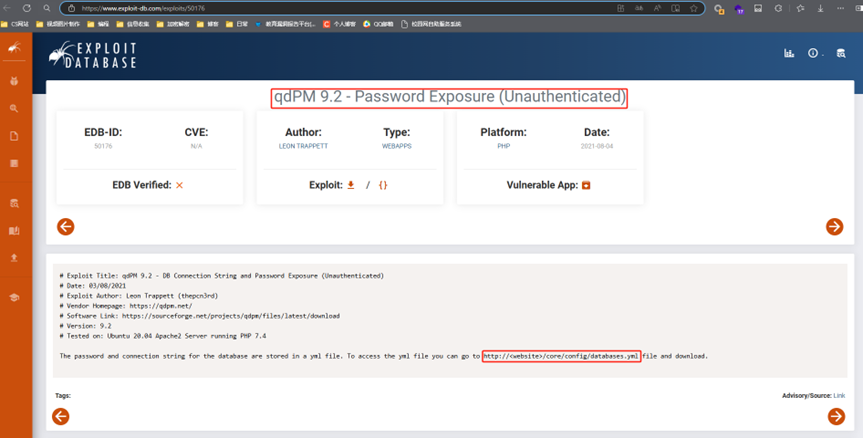 https://www.exploit-db.com/exploits/50176
CS网站 视频图片制作 编程 信息收集 加密解密 博客 日常 教育漏洞报告平台(... 个人博客 QQ邮箱 校园网自助服务系统
EXPLOIT
DATABASE
qdPM 9.2 - Password Exposure (Unauthenticated)
EDB-ID: CVE: Author: Type: Platform: Date:
50176 N/A LEON TRAPPETT WEBAPPS PHP 2021-08-04
EDB Verified: Exploit: / {} Vulnerable App:
# Exploit Title: qdPM 9.2 - DB Connection String and Password Exposure (Unauthenticated)
# Date: 03/08/2021
# Exploit Author: Leon Trappett (thepcn3rd)
# Vendor Homepage: https://qdpm.net/
# Software Link: https://sourceforge.net/projects/qdpm/files/latest/download
# Version: 9.2
# Tested on: Ubuntu 20.04 Apache2 Server running PHP 7.4
The password and connection string for the database are stored in a yml file. To access the yml file you can go to http://<website>/core/config/databases.yml file and download.
Tags: Advisory/Source: Link